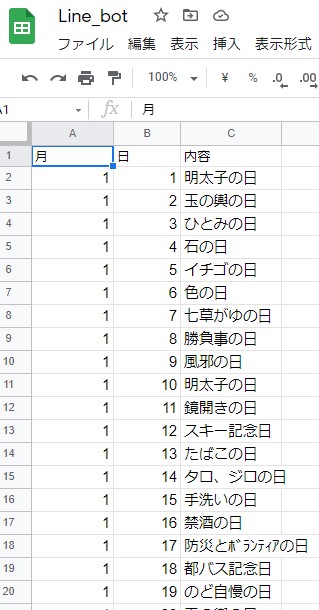 Line_bot
ファイル 編集 表示 挿入 表示形式
100% ¥ % .0 .00
A1 fx 月
A B C
1 月 日 内容
2 1 1 明太子の日
3 1 2 玉の輿の日
4 1 3 ひとみの日
5 1 4 石の日
6 1 5 イチゴの日
7 1 6 色の日
8 1 7 七草がゆの日
9 1 8 勝負事の日
10 1 9 風邪の日
11 1 10 明太子の日
12 1 11 鏡開きの日
13 1 12 スキー記念日
14 1 13 たばこの日
15 1 14 タロ、ジロの日
16 1 15 手洗いの日
17 1 16 禁酒の日
18 1 17 防災とﾎﾞﾗﾝﾃｨｱの日
19 1 18 都バス記念日
20 1 19 のど自慢の日